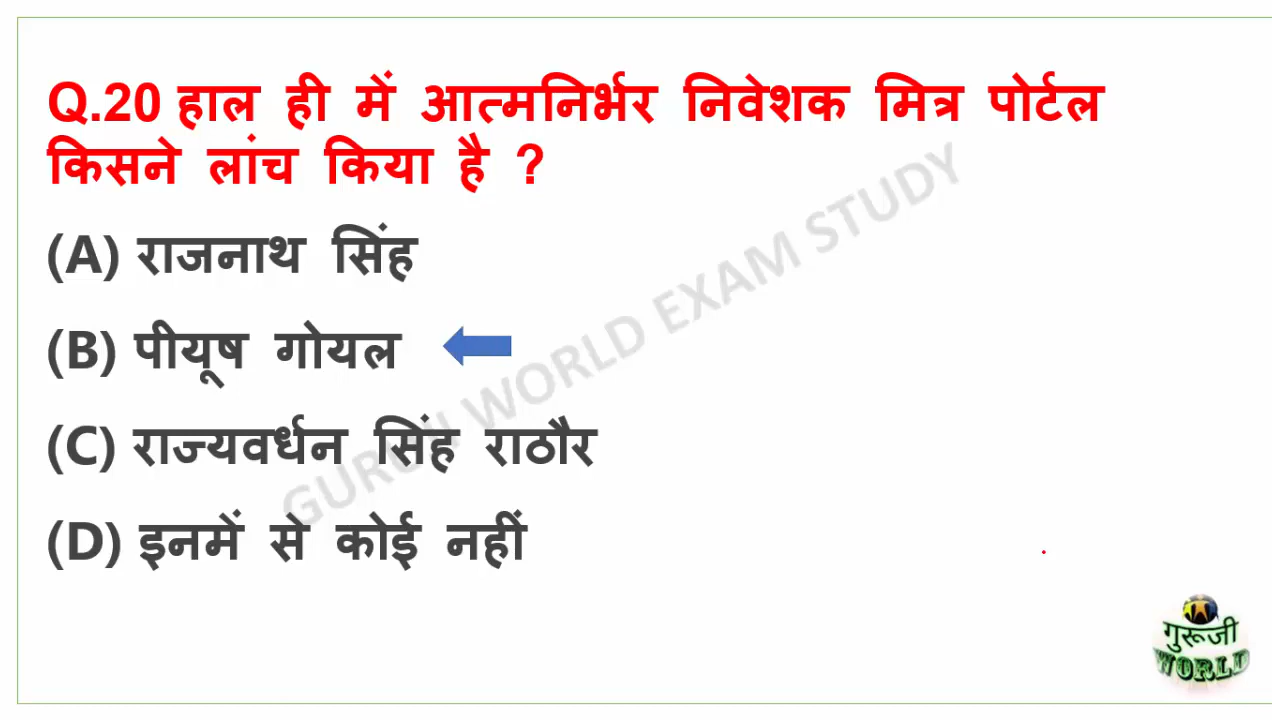 Q.20 हाल ही में आत्मनिर्भर निवेशक मित्र पोर्टल
किसने लांच किया है ?
(A) राजनाथ सिंह
(B) पीयूष गोयल
(C) राज्यवर्धन सिंह राठौर
(D) इनमें से कोई नहीं
GURUJI WORLD EXAM STUDY
गुरूजी
WORLD